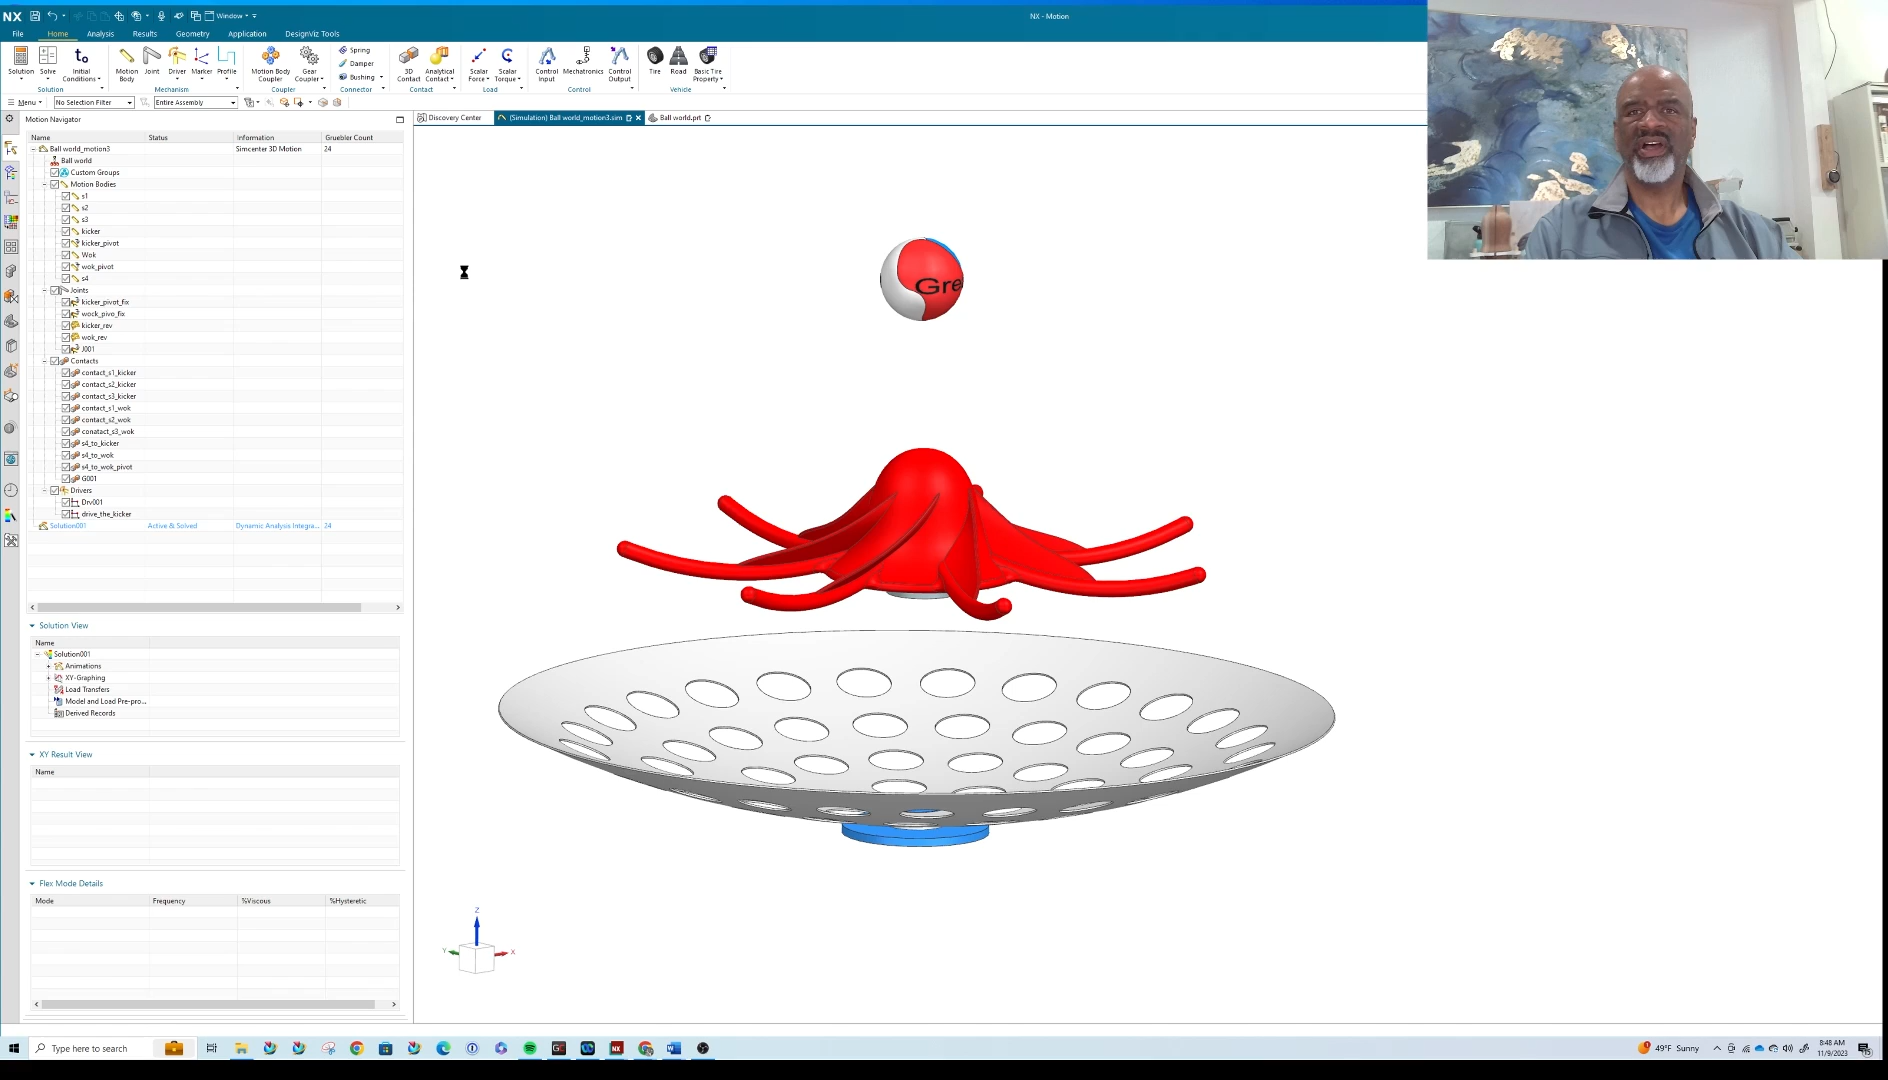 NX
Window
NX - Motion
File Home Analysis Results Geometry Application DesignViz Tools
Solution Solve Initial Conditions Motion Body Joint Driver Marker Profile Motion Body Coupler Gear Coupler Spring Damper Bushing 3D Contact Analytical Contact Scalar Force Scalar Torque Control Input Mechatronics Control Output Tire Road Basic Tire Property
Solution Mechanism Coupler Connector Contact Load Control Vehicle
Menu No Selection Filter Entire Assembly
Motion Navigator
Discovery Center (Simulation) Ball world_motion3.sim Ball world.prt
Name Status Information Gruebler Count
Ball world_motion3 Simcenter 3D Motion 24
Ball world
Custom Groups
Motion Bodies
s1
s2
s3
kicker
kicker_pivot
Wok
wok_pivot
s4
Joints
kicker_pivot_fix
wock_pivo_fix
kicker_rev
wok_rev
J001
Contacts
contact_s1_kicker
contact_s2_kicker
contact_s3_kicker
contact_s1_wok
contact_s2_wok
conatact_s3_wok
s4_to_kicker
s4_to_wok
s4_to_wok_pivot
G001
Drivers
Drv001
drive_the_kicker
Solution001 Active & Solved Dynamic Analysis Integra... 24
Gre
Solution View
Name
Solution001
Animations
XY-Graphing
Load Transfers
Model and Load Pre-pro...
Derived Records
XY Result View
Name
Flex Mode Details
Mode Frequency %Viscous %Hysteretic
Z
Y X
Type here to search
49°F Sunny
8:48 AM
11/9/2023